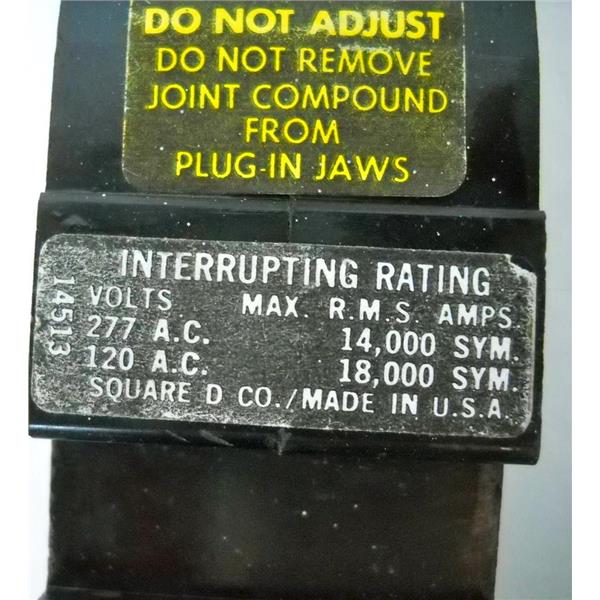 DO NOT ADJUST
DO NOT REMOVE
JOINT COMPOUND
FROM
PLUG-IN JAWS
INTERRUPTING RATING
VOLTS MAX. R.M.S. AMPS.
277 A.C. 14,000 SYM.
120 A.C. 18,000 SYM.
SQUARE D CO./MADE IN U.S.A.
14513